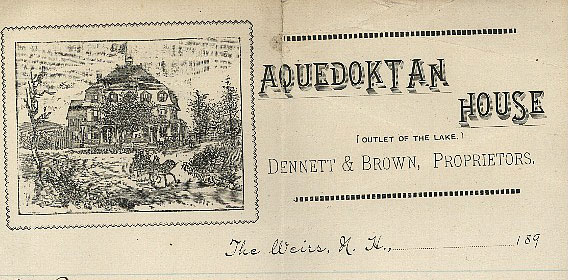 AQUEDOKTAN
HOUSE
[OUTLET OF THE LAKE.]
DENNETT & BROWN, PROPRIETORS.
The Weirs, N. H., 189